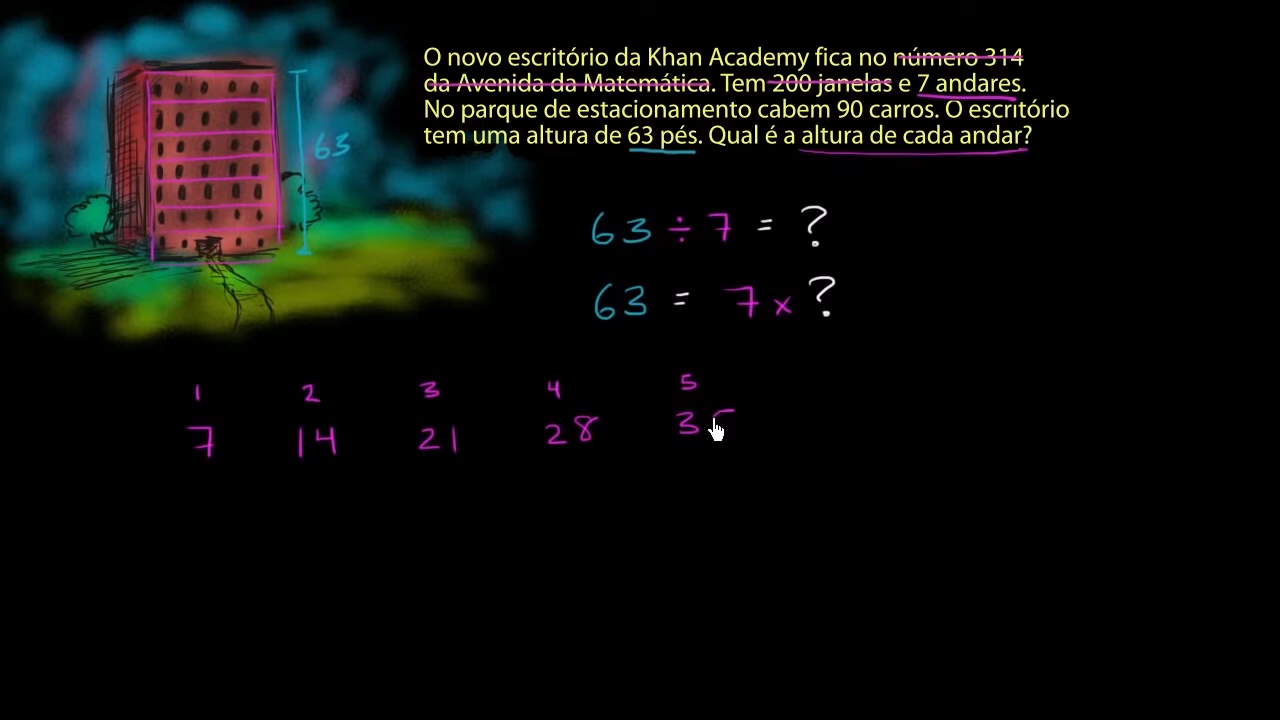 O novo escritório da Khan Academy fica no número 314
da Avenida da Matemática. Tem 200 janelas e 7 andares.
No parque de estacionamento cabem 90 carros. O escritório
tem uma altura de 63 pés. Qual é a altura de cada andar?
63
63 ÷ 7 = ?
63 = 7 x ?
1 2 3 4 5
7 14 21 28 3